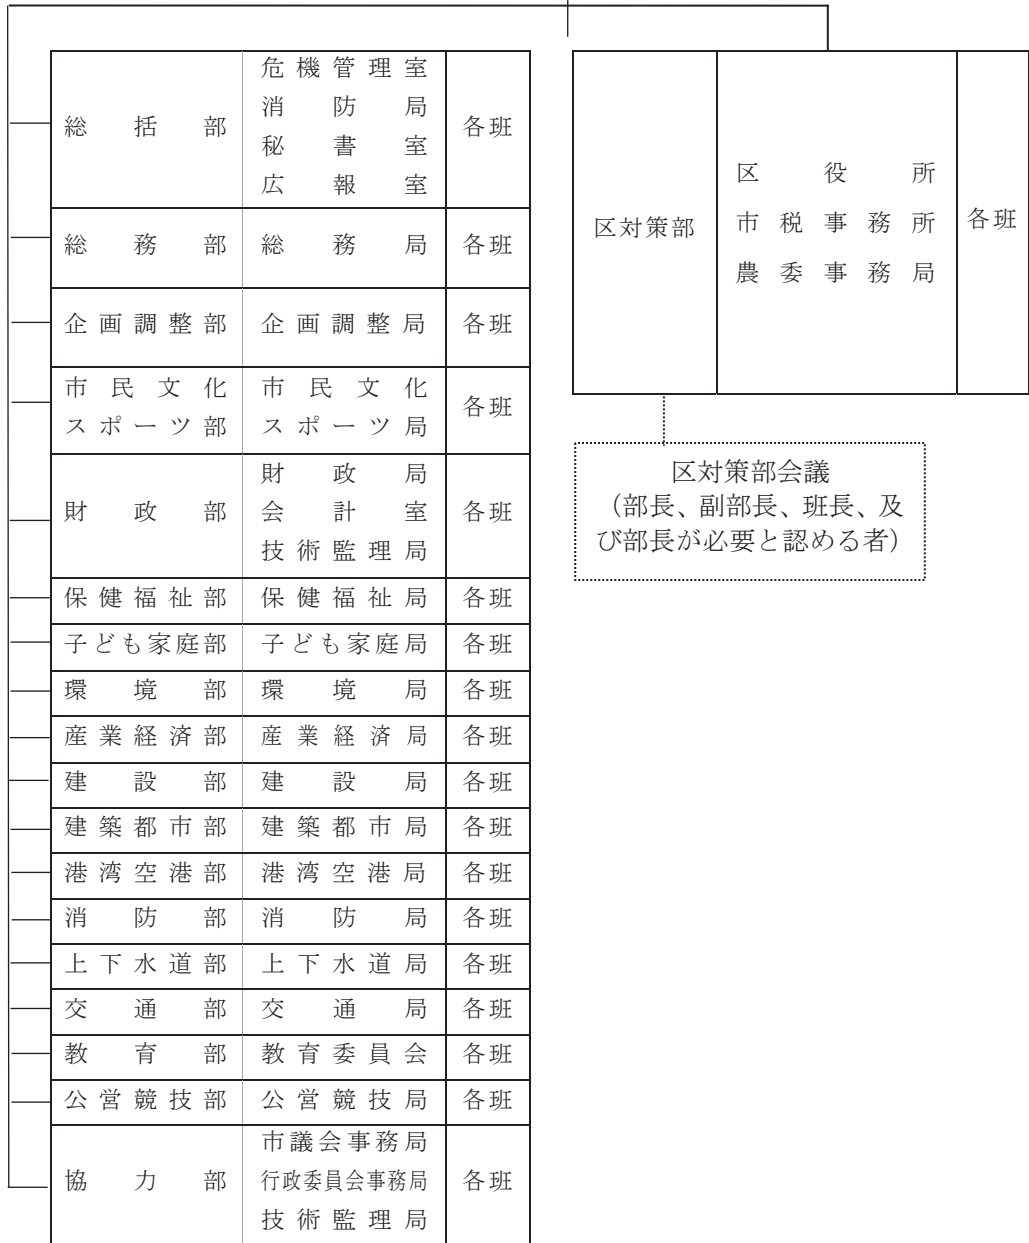 総括部
危機管理室
消防局
秘書室
広報室
各班
総務部
総務局
各班
企画調整部
企画調整局
各班
市民文化
スポーツ部
市民文化
スポーツ局
各班
財政部
財政局
会計室
技術監理局
各班
保健福祉部
保健福祉局
各班
子ども家庭部
子ども家庭局
各班
環境部
環境局
各班
産業経済部
産業経済局
各班
建設部
建設局
各班
建築都市部
建築都市局
各班
港湾空港部
港湾空港局
各班
消防部
消防局
各班
上下水道部
上下水道局
各班
交通部
交通局
各班
教育部
教育委員会
各班
公営競技部
公営競技局
各班
協力部
市議会事務局
行政委員会事務局
技術監理局
各班
区対策部
区役所
市税事務所
農委事務局
各班
区対策部会議
（部長、副部長、班長、及
び部長が必要と認める者）